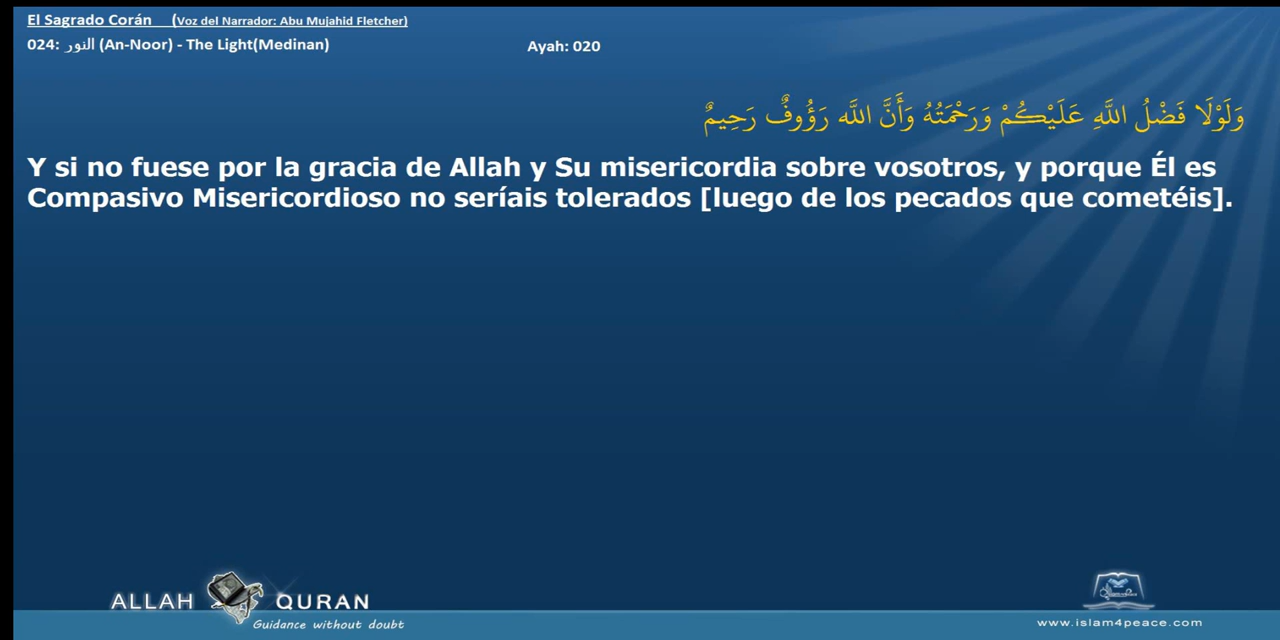 El Sagrado Corán (Voz del Narrador: Abu Mujahid Fletcher)
024: النور (An-Noor) - The Light(Medinan) Ayah: 020
وَلَوْلَا فَضْلُ اللَّهِ عَلَيْكُمْ وَرَحْمَتُهُ وَأَنَّ اللَّه رَؤُوفٌ رَحِيمٌ
Y si no fuese por la gracia de Allah y Su misericordia sobre vosotros, y porque Él es
Compasivo Misericordioso no seríais tolerados [luego de los pecados que cometéis].
ALLAH QURAN
Guidance without doubt
www.islam4peace.com